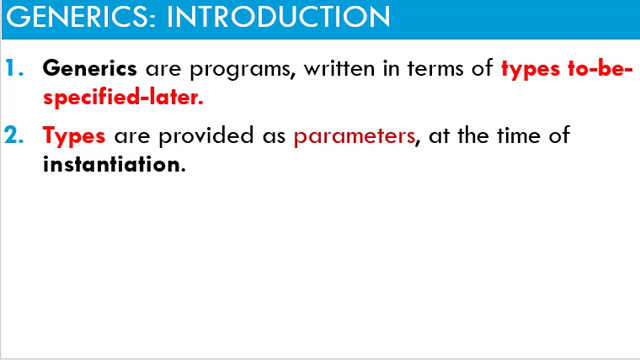 GENERICS: INTRODUCTION
1. Generics are programs, written in terms of types to-be-
specified-later.
2. Types are provided as parameters, at the time of
instantiation.